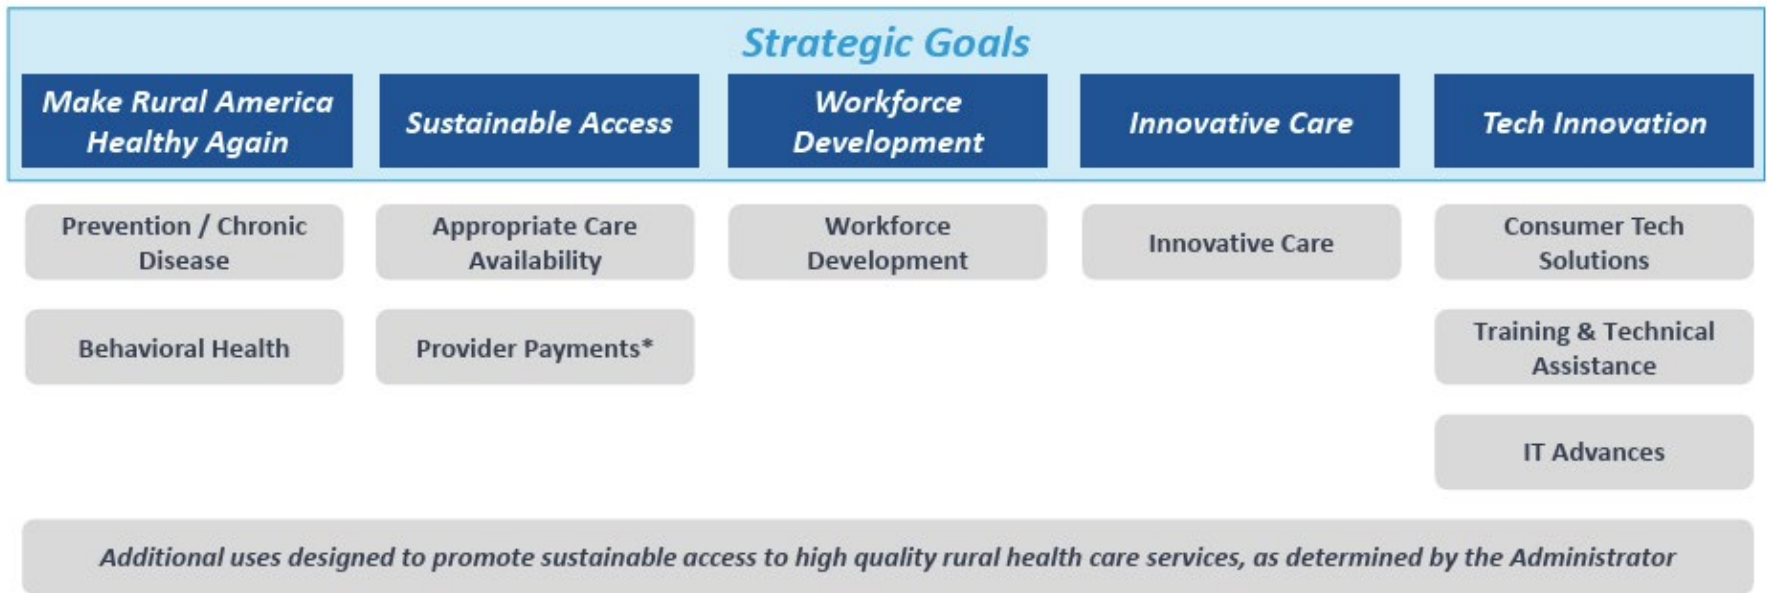 Strategic Goals
Make Rural America
Healthy Again
Sustainable Access
Workforce
Development
Innovative Care
Tech Innovation
Prevention / Chronic
Disease
Appropriate Care
Availability
Workforce
Development
Innovative Care
Consumer Tech
Solutions
Behavioral Health
Provider Payments*
Training & Technical
Assistance
IT Advances
Additional uses designed to promote sustainable access to high quality rural health care services, as determined by the Administrator